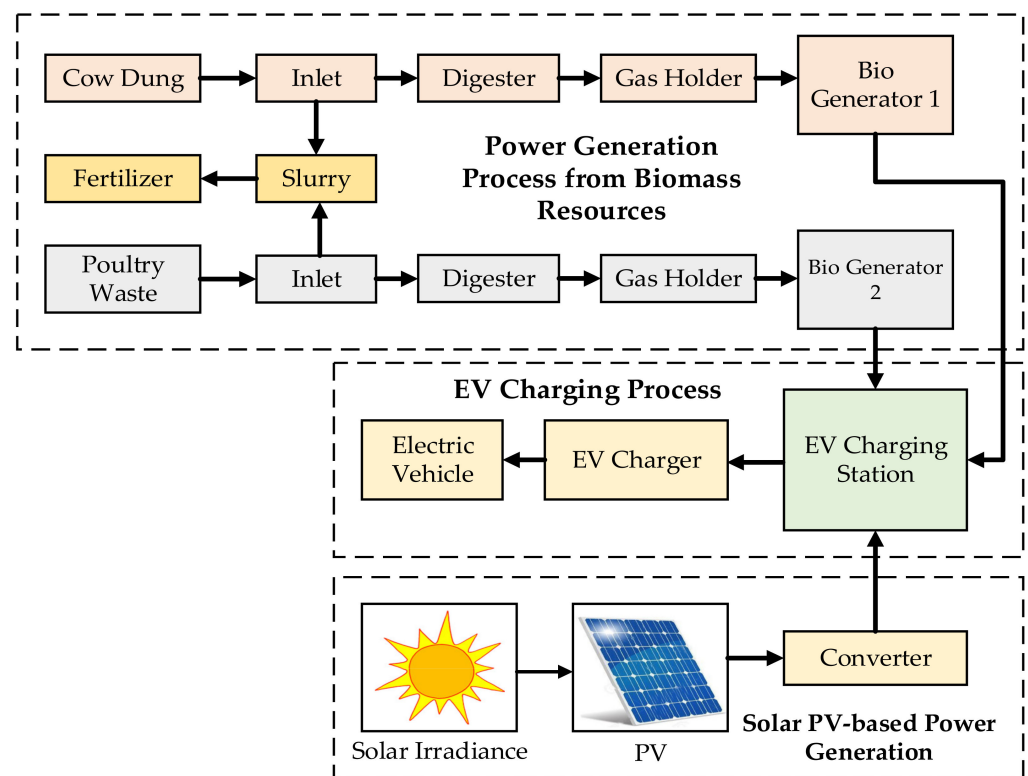 Cow Dung
Inlet
Digester
Gas Holder
Bio
Generator 1
Fertilizer
Slurry
Power Generation
Process from Biomass
Resources
Poultry
Waste
Inlet
Digester
Gas Holder
Bio Generator
2
EV Charging Process
Electric
Vehicle
EV Charger
EV Charging
Station
Converter
Solar Irradiance
PV
Solar PV-based Power
Generation